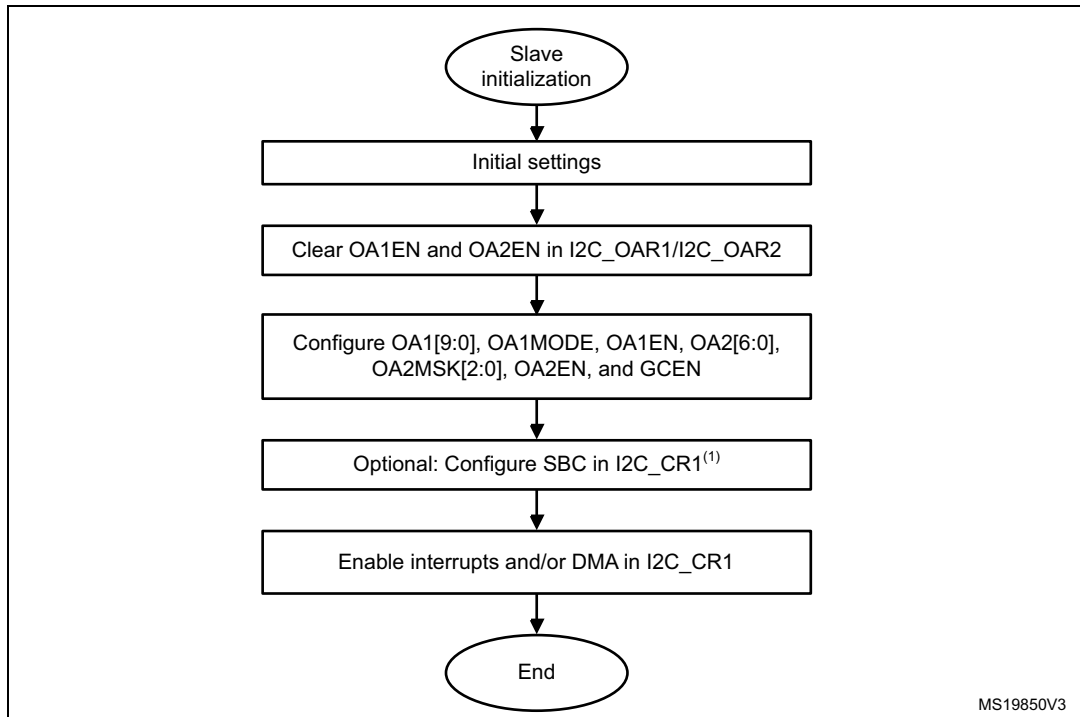 Slave
initialization
Initial settings
Clear OA1EN and OA2EN in I2C_OAR1/I2C_OAR2
Configure OA1[9:0], OA1MODE, OA1EN, OA2[6:0],
OA2MSK[2:0], OA2EN, and GCEN
Optional: Configure SBC in I2C_CR1(1)
Enable interrupts and/or DMA in I2C_CR1
End
MS19850V3